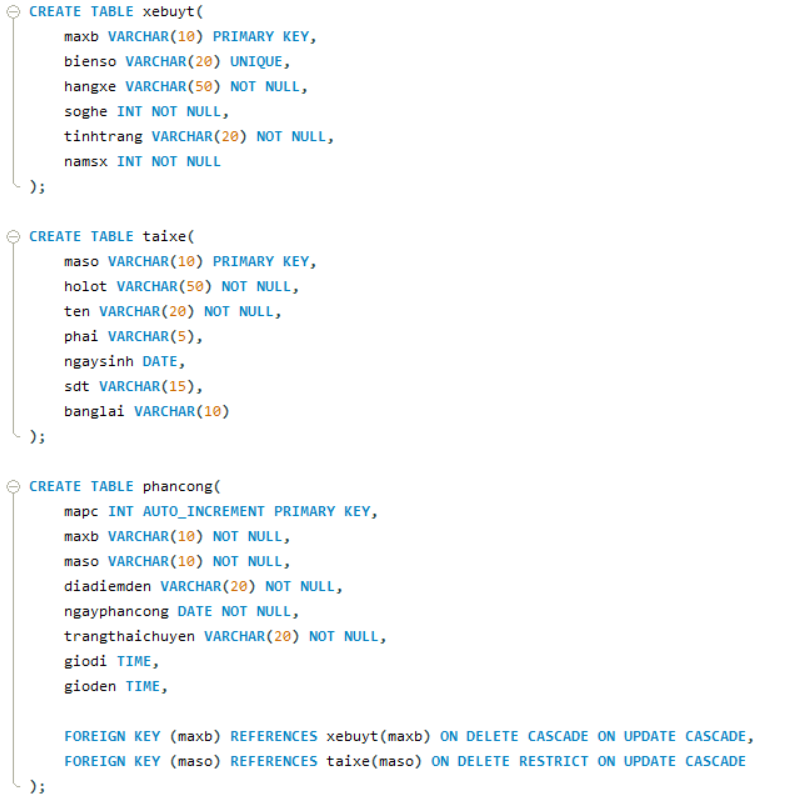 CREATE TABLE xebuyt(
    maxb VARCHAR(10) PRIMARY KEY,
    bienso VARCHAR(20) UNIQUE,
    hangxe VARCHAR(50) NOT NULL,
    soghe INT NOT NULL,
    tinhtrang VARCHAR(20) NOT NULL,
    namsx INT NOT NULL
);

CREATE TABLE taixe(
    maso VARCHAR(10) PRIMARY KEY,
    holot VARCHAR(50) NOT NULL,
    ten VARCHAR(20) NOT NULL,
    phai VARCHAR(5),
    ngaysinh DATE,
    sdt VARCHAR(15),
    banglai VARCHAR(10)
);

CREATE TABLE phancong(
    mapc INT AUTO_INCREMENT PRIMARY KEY,
    maxb VARCHAR(10) NOT NULL,
    maso VARCHAR(10) NOT NULL,
    diadiemden VARCHAR(20) NOT NULL,
    ngayphancong DATE NOT NULL,
    trangthaichuyen VARCHAR(20) NOT NULL,
    giodi TIME,
    gioden TIME,

    FOREIGN KEY (maxb) REFERENCES xebuyt(maxb) ON DELETE CASCADE ON UPDATE CASCADE,
    FOREIGN KEY (maso) REFERENCES taixe(maso) ON DELETE RESTRICT ON UPDATE CASCADE
);